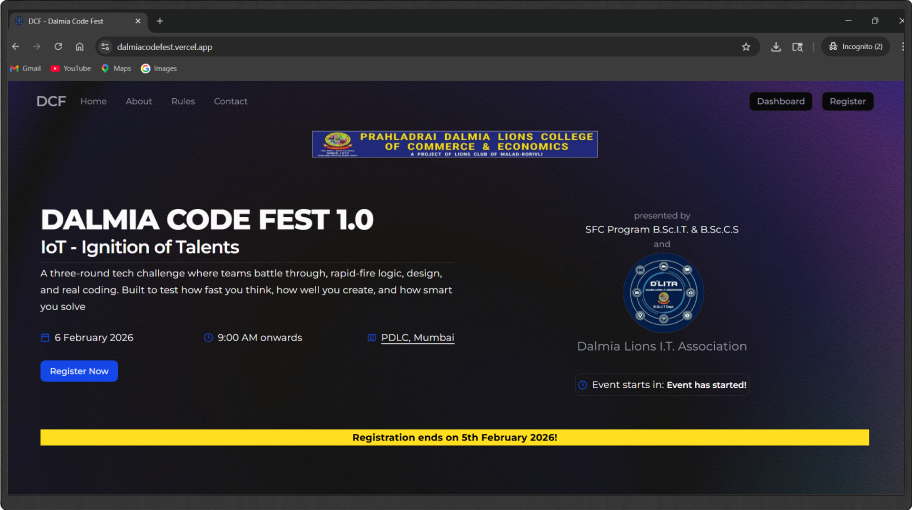 DCF - Dalmia Code Fest
dalmiacodefest.vercel.app
Incognito (2)
Gmail
YouTube
Maps
Images
DCF
Home
About
Rules
Contact
Dashboard
Register
PRAHLADRAI DALMIA LIONS COLLEGE
OF COMMERCE & ECONOMICS
A PROJECT OF LIONS CLUB OF MALAD-BORIVLI
DALMIA CODE FEST 1.0
IoT - Ignition of Talents
A three-round tech challenge where teams battle through, rapid-fire logic, design,
and real coding. Built to test how fast you think, how well you create, and how smart
you solve
6 February 2026
9:00 AM onwards
PDLC, Mumbai
Register Now
presented by
SFC Program B.Sc.I.T. & B.Sc.C.S
and
D'LITA
Dalmia Lions I.T. Association
Event starts in: Event has started!
Registration ends on 5th February 2026!